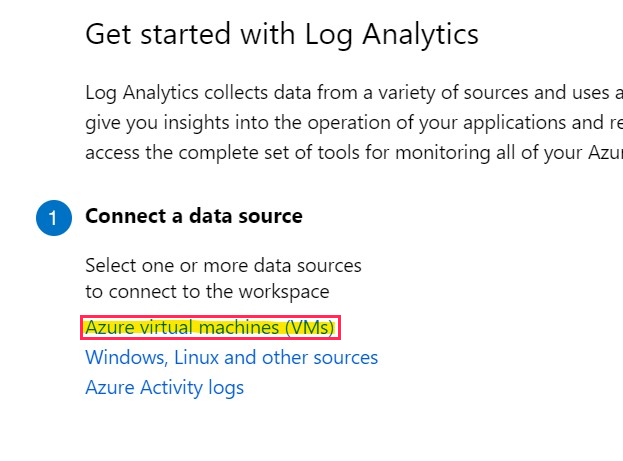 Get started with Log Analytics
Log Analytics collects data from a variety of sources and uses a
give you insights into the operation of your applications and re
access the complete set of tools for monitoring all of your Azu
1 Connect a data source
Select one or more data sources
to connect to the workspace
Azure virtual machines (VMs)
Windows, Linux and other sources
Azure Activity logs